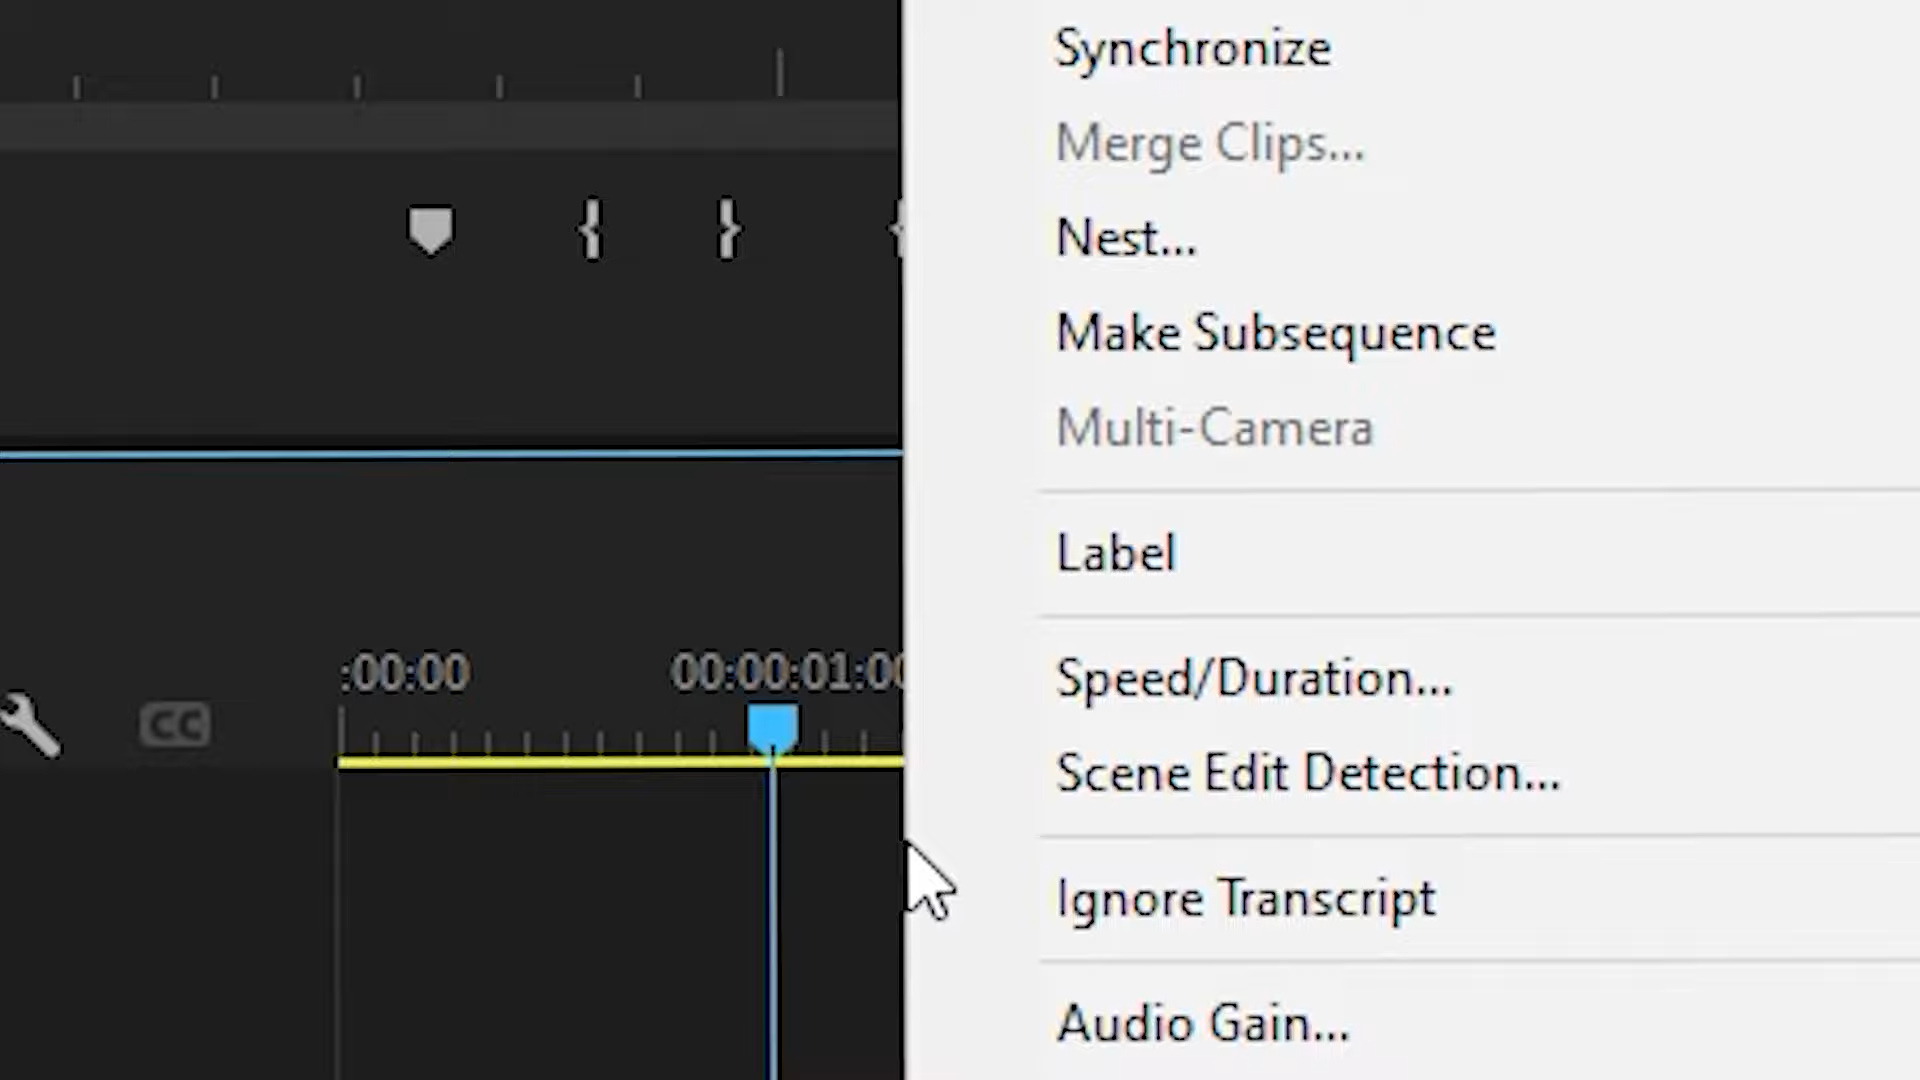 Synchronize
Merge Clips...
Nest...
Make Subsequence
Multi-Camera
Label
:00:00 00:00:01:00
CC
Speed/Duration...
Scene Edit Detection...
Ignore Transcript
Audio Gain...